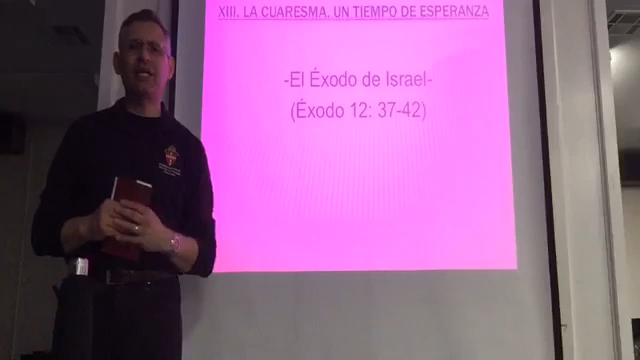 XIII. LA CUARESMA, UN TIEMPO DE ESPERANZA
-El Éxodo de Israel-
(Éxodo 12: 37-42)